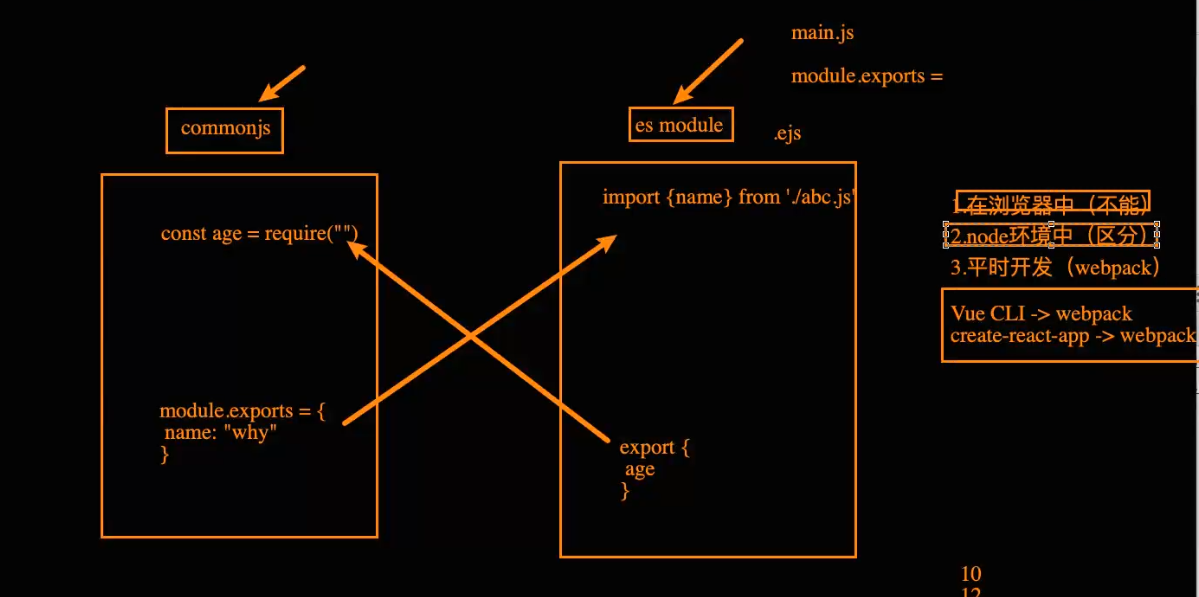 main.js
module.exports =
commonjs
es module
.ejs
const age = require("")
module.exports = {
name: "why"
}
import {name} from './abc.js'
export {
age
}
1.在浏览器中（不能）
2.node环境中（区分）
3.平时开发（webpack）
Vue CLI -> webpack
create-react-app -> webpack
10
12